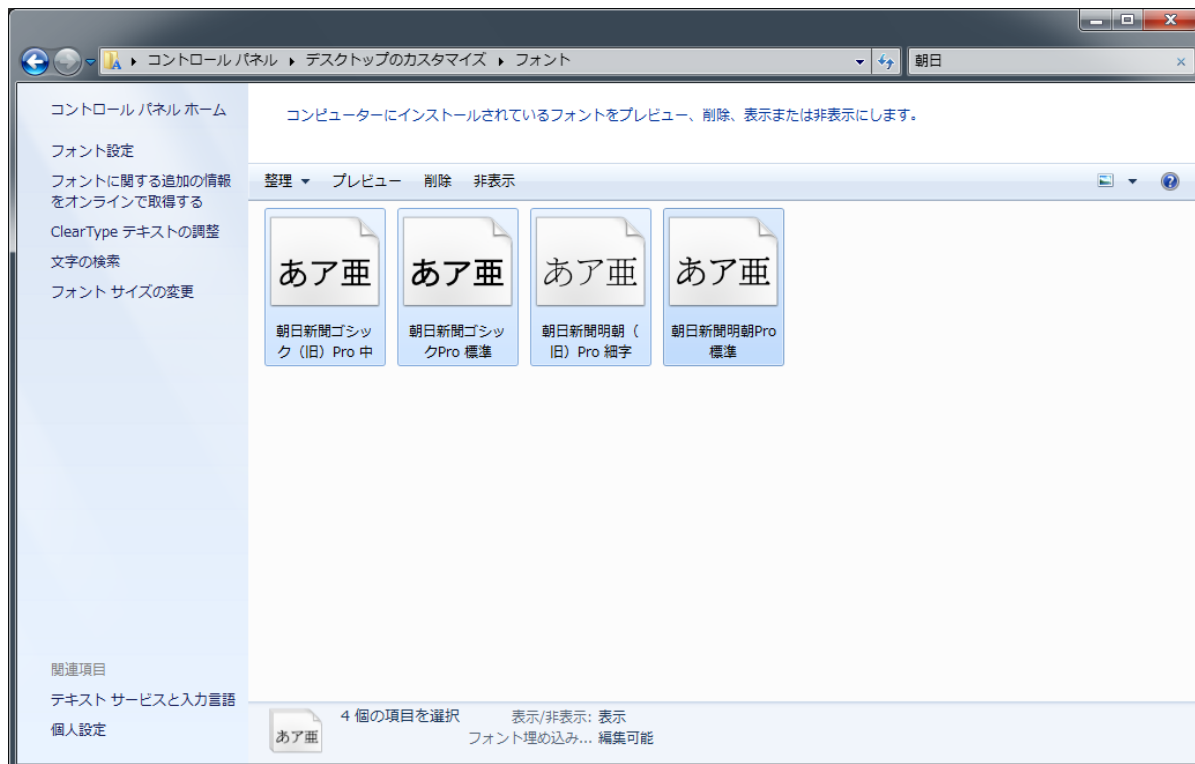 コントロール パネル ▸ デスクトップのカスタマイズ ▸ フォント
朝日
コントロール パネル ホーム
フォント設定
フォントに関する追加の情報
をオンラインで取得する
ClearType テキストの調整
文字の検索
フォント サイズの変更
関連項目
テキスト サービスと入力言語
個人設定
コンピューターにインストールされているフォントをプレビュー、削除、表示または非表示にします。
整理 プレビュー 削除 非表示
あア亜 あア亜 あア亜 あア亜
朝日新聞ゴシッ
ク（旧）Pro 中
朝日新聞ゴシッ
クPro 標準
朝日新聞明朝（
旧）Pro 細字
朝日新聞明朝Pro
標準
あア亜
4 個の項目を選択 表示/非表示: 表示
フォント埋め込み... 編集可能